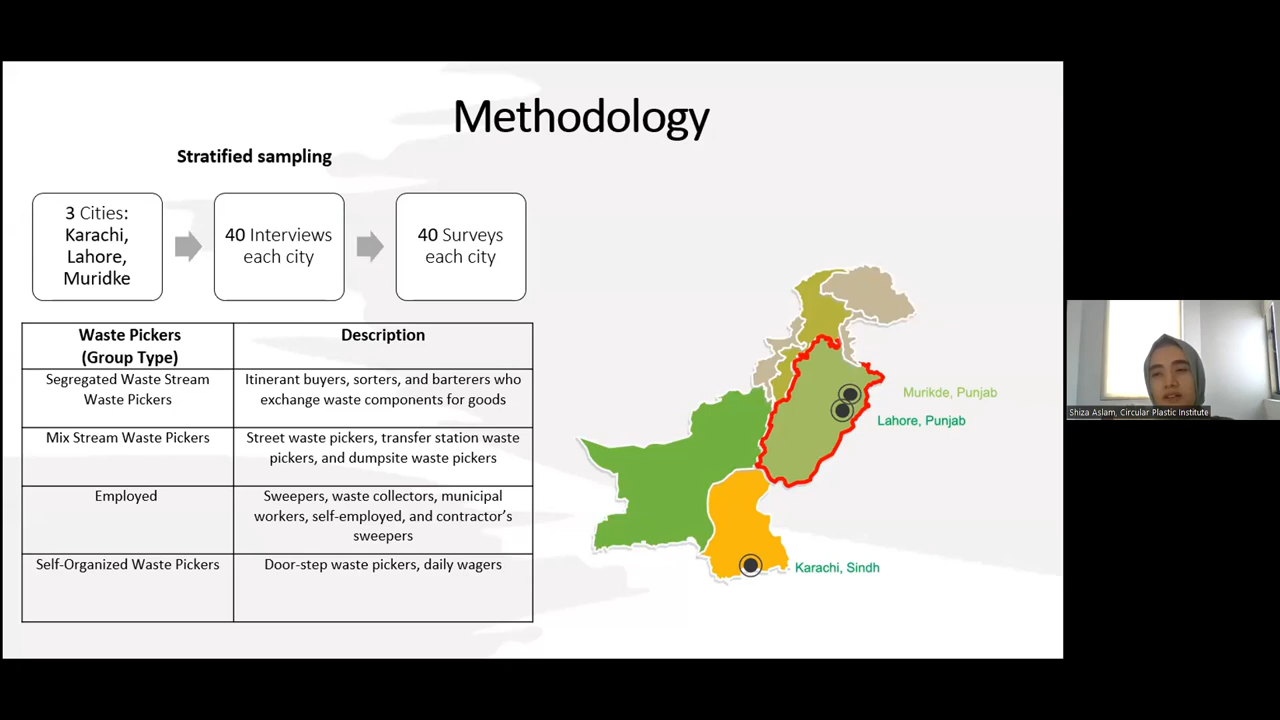 Methodology
Stratified sampling
3 Cities:
Karachi,
Lahore,
Muridke
40 Interviews
each city
40 Surveys
each city
Waste Pickers
(Group Type)
Description
Segregated Waste Stream
Waste Pickers
Itinerant buyers, sorters, and barterers who
exchange waste components for goods
Mix Stream Waste Pickers
Street waste pickers, transfer station waste
pickers, and dumpsite waste pickers
Employed
Sweepers, waste collectors, municipal
workers, self-employed, and contractor’s
sweepers
Self-Organized Waste Pickers
Door-step waste pickers, daily wagers
Murikde, Punjab
Lahore, Punjab
Karachi, Sindh
Shiza Aslam, Circular Plastic Institute